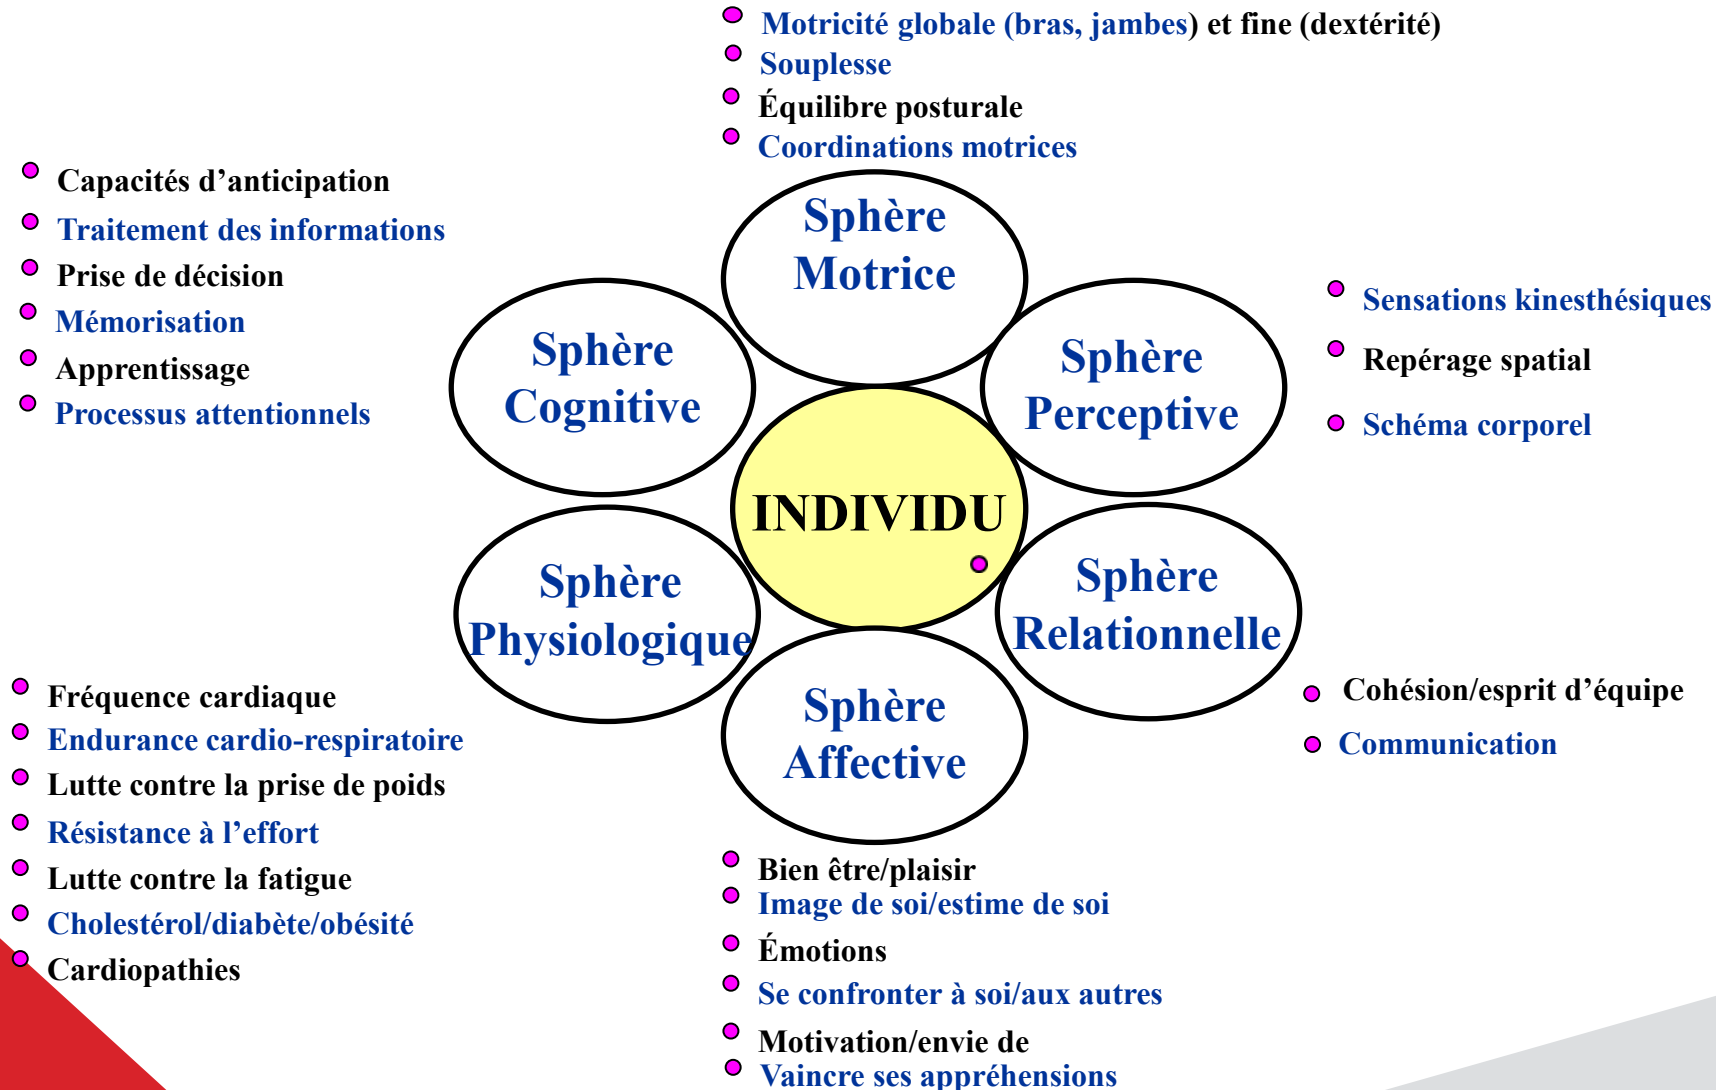 Motricité globale (bras, jambes) et fine (dextérité)
Souplesse
Équilibre posturale
Coordinations motrices
Capacités d’anticipation
Traitement des informations
Prise de décision
Mémorisation
Apprentissage
Processus attentionnels
Sphère
Motrice
Sphère
Cognitive
Sphère
Perceptive
Sensations kinesthésiques
Repérage spatial
Schéma corporel
INDIVIDU
Sphère
Physiologique
Sphère
Relationnelle
Sphère
Affective
Fréquence cardiaque
Endurance cardio-respiratoire
Lutte contre la prise de poids
Résistance à l’effort
Lutte contre la fatigue
Cholestérol/diabète/obésité
Cardiopathies
Cohésion/esprit d’équipe
Communication
Bien être/plaisir
Image de soi/estime de soi
Émotions
Se confronter à soi/aux autres
Motivation/envie de
Vaincre ses appréhensions